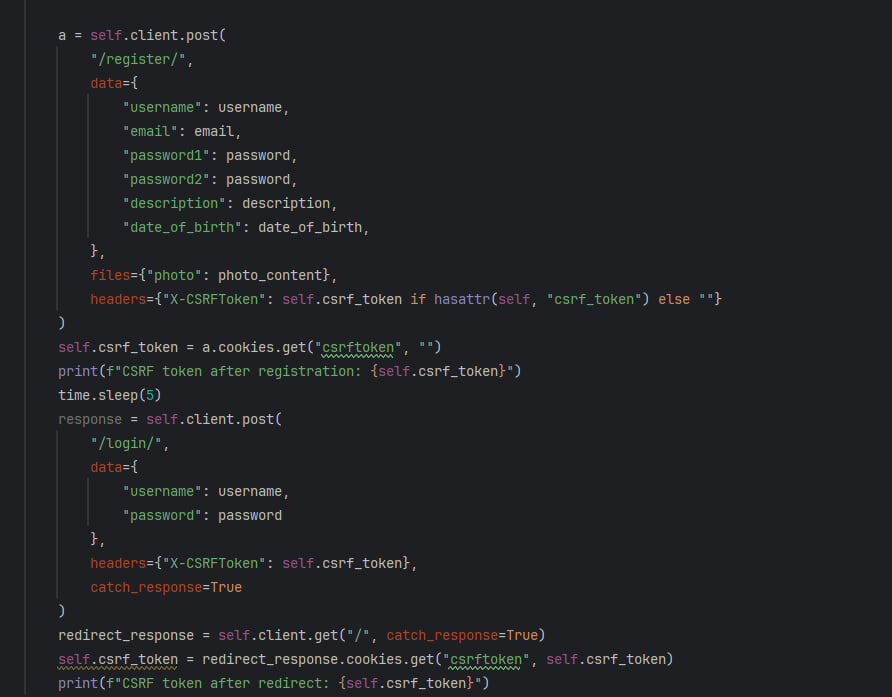 a = self.client.post(
    "/register/",
    data={
        "username": username,
        "email": email,
        "password1": password,
        "password2": password,
        "description": description,
        "date_of_birth": date_of_birth,
    },
    files={"photo": photo_content},
    headers={"X-CSRFToken": self.csrf_token if hasattr(self, "csrf_token") else ""}
)
self.csrf_token = a.cookies.get("csrftoken", "")
print(f"CSRF token after registration: {self.csrf_token}")
time.sleep(5)
response = self.client.post(
    "/login/",
    data={
        "username": username,
        "password": password
    },
    headers={"X-CSRFToken": self.csrf_token},
    catch_response=True
)
redirect_response = self.client.get("/", catch_response=True)
self.csrf_token = redirect_response.cookies.get("csrftoken", self.csrf_token)
print(f"CSRF token after redirect: {self.csrf_token}")